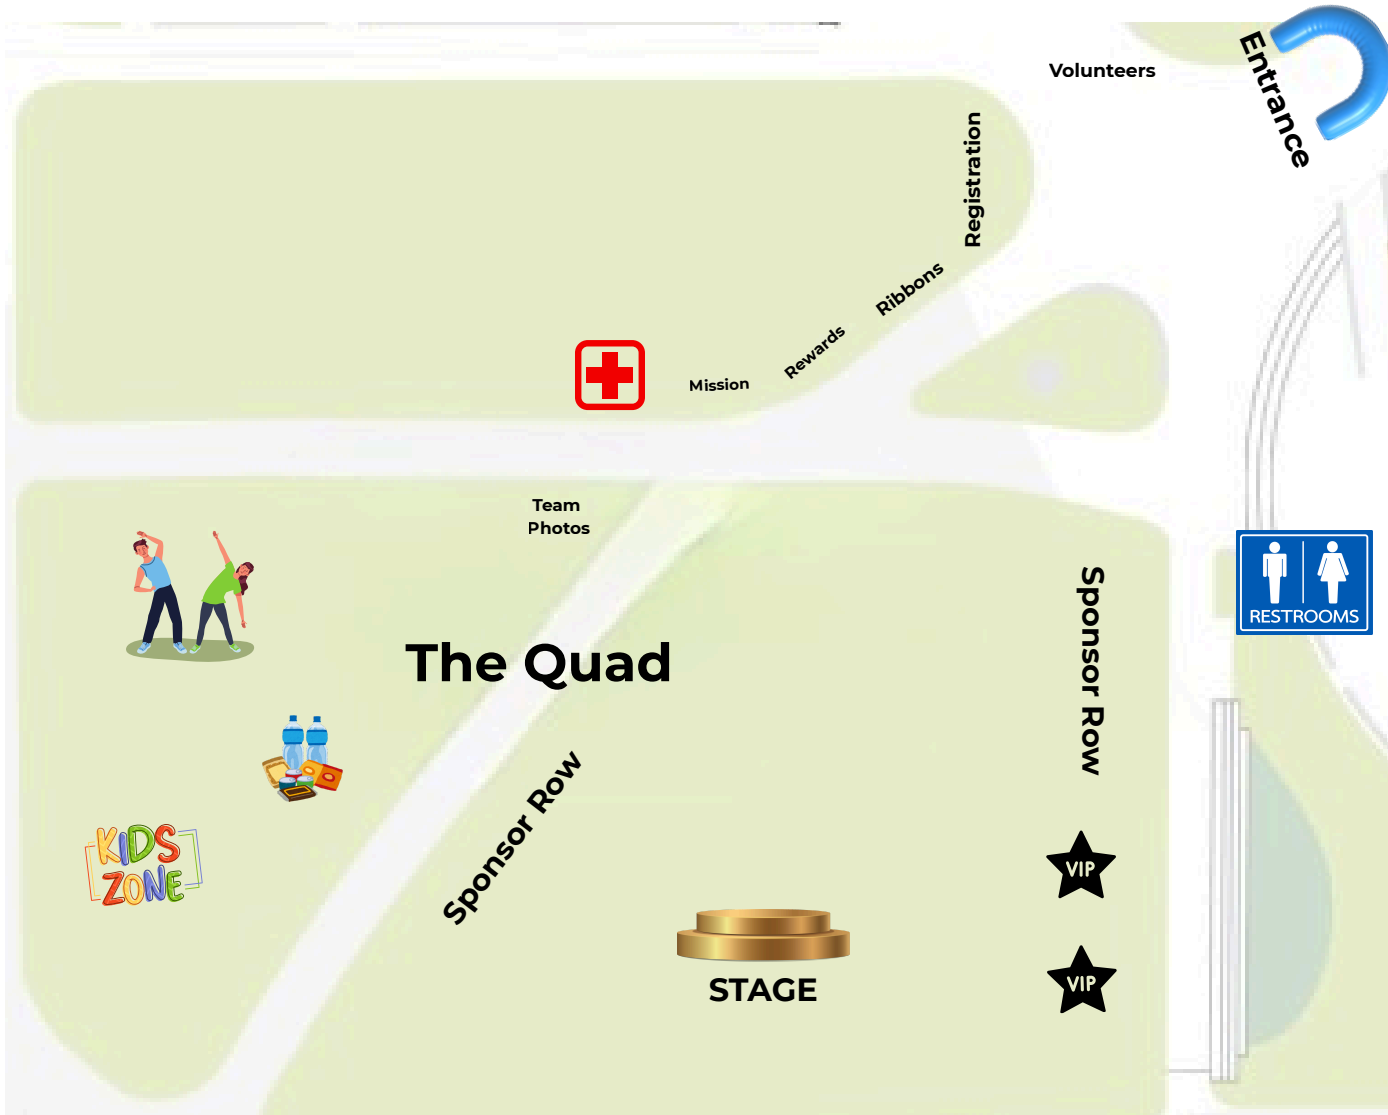 Entrance
Volunteers
Registration
Ribbons
Rewards
Mission
Team
Photos
RESTROOMS
Sponsor Row
The Quad
Sponsor Row
KIDS
ZONE
VIP
VIP
STAGE